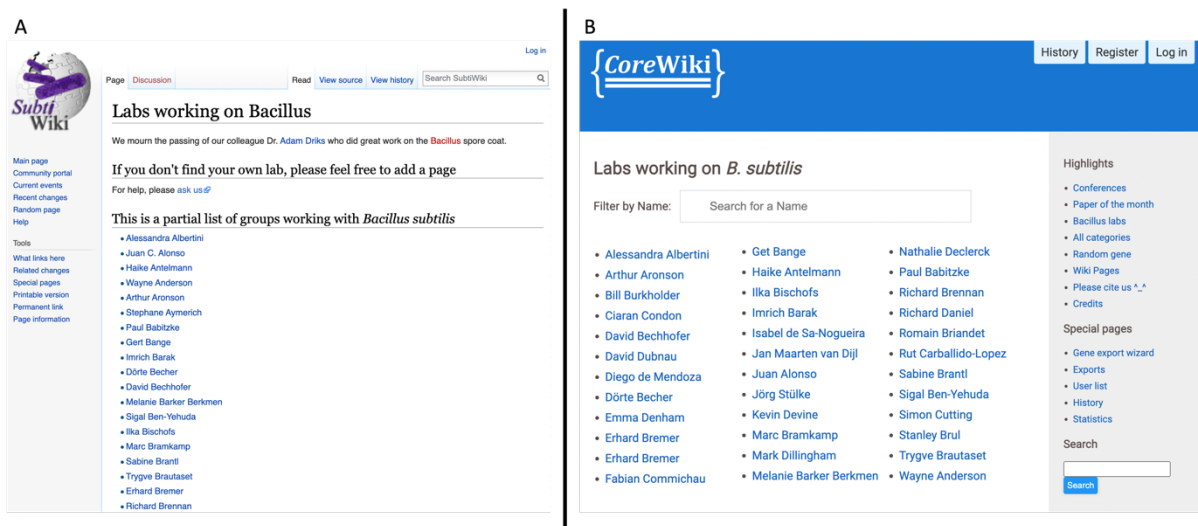 A
Log in
Subti
Wiki
Page Discussion Read View source View history Search SubtiWiki
Labs working on Bacillus
We mourn the passing of our colleague Dr. Adam Driks who did great work on the Bacillus spore coat.
If you don't find your own lab, please feel free to add a page
For help, please ask us
This is a partial list of groups working with Bacillus subtilis
Main page
Community portal
Current events
Recent changes
Random page
Help
Tools
What links here
Related changes
Special pages
Printable version
Permanent link
Page information
Alessandra Albertini
Juan C. Alonso
Haike Antelmann
Wayne Anderson
Arthur Aronson
Stephane Aymerich
Paul Babitzke
Gert Bange
Imrich Barak
Dörte Becher
David Bechhofer
Melanie Barker Berkmen
Sigal Ben-Yehuda
Ilka Bischofs
Marc Bramkamp
Sabine Brantl
Trygve Brautaset
Erhard Bremer
Richard Brennan
B
{CoreWiki}
History Register Log in
Labs working on B. subtilis
Filter by Name: Search for a Name
Alessandra Albertini
Arthur Aronson
Bill Burkholder
Ciaran Condon
David Bechhofer
David Dubnau
Diego de Mendoza
Dörte Becher
Emma Denham
Erhard Bremer
Erhard Bremer
Fabian Commichau
Get Bange
Haike Antelmann
Ilka Bischofs
Imrich Barak
Isabel de Sa-Nogueira
Jan Maarten van Dijl
Juan Alonso
Jörg Stülke
Kevin Devine
Marc Bramkamp
Mark Dillingham
Melanie Barker Berkmen
Nathalie Declerck
Paul Babitzke
Richard Brennan
Richard Daniel
Romain Briandet
Rut Carballido-Lopez
Sabine Brantl
Sigal Ben-Yehuda
Simon Cutting
Stanley Brul
Trygve Brautaset
Wayne Anderson
Highlights
Conferences
Paper of the month
Bacillus labs
All categories
Random gene
Wiki Pages
Please cite us ^_^
Credits
Special pages
Gene export wizard
Exports
User list
History
Statistics
Search
Search